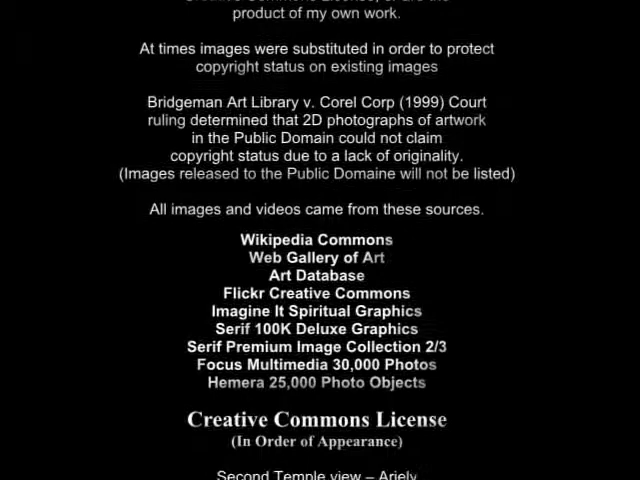 product of my own work.
At times images were substituted in order to protect
copyright status on existing images
Bridgeman Art Library v. Corel Corp (1999) Court
ruling determined that 2D photographs of artwork
in the Public Domain could not claim
copyright status due to a lack of originality.
(Images released to the Public Domaine will not be listed)
All images and videos came from these sources.
Wikipedia Commons
Web Gallery of Art
Art Database
Flickr Creative Commons
Imagine It Spiritual Graphics
Serif 100K Deluxe Graphics
Serif Premium Image Collection 2/3
Focus Multimedia 30,000 Photos
Hemera 25,000 Photo Objects
Creative Commons License
(In Order of Appearance)
Second Temple view – Ariely